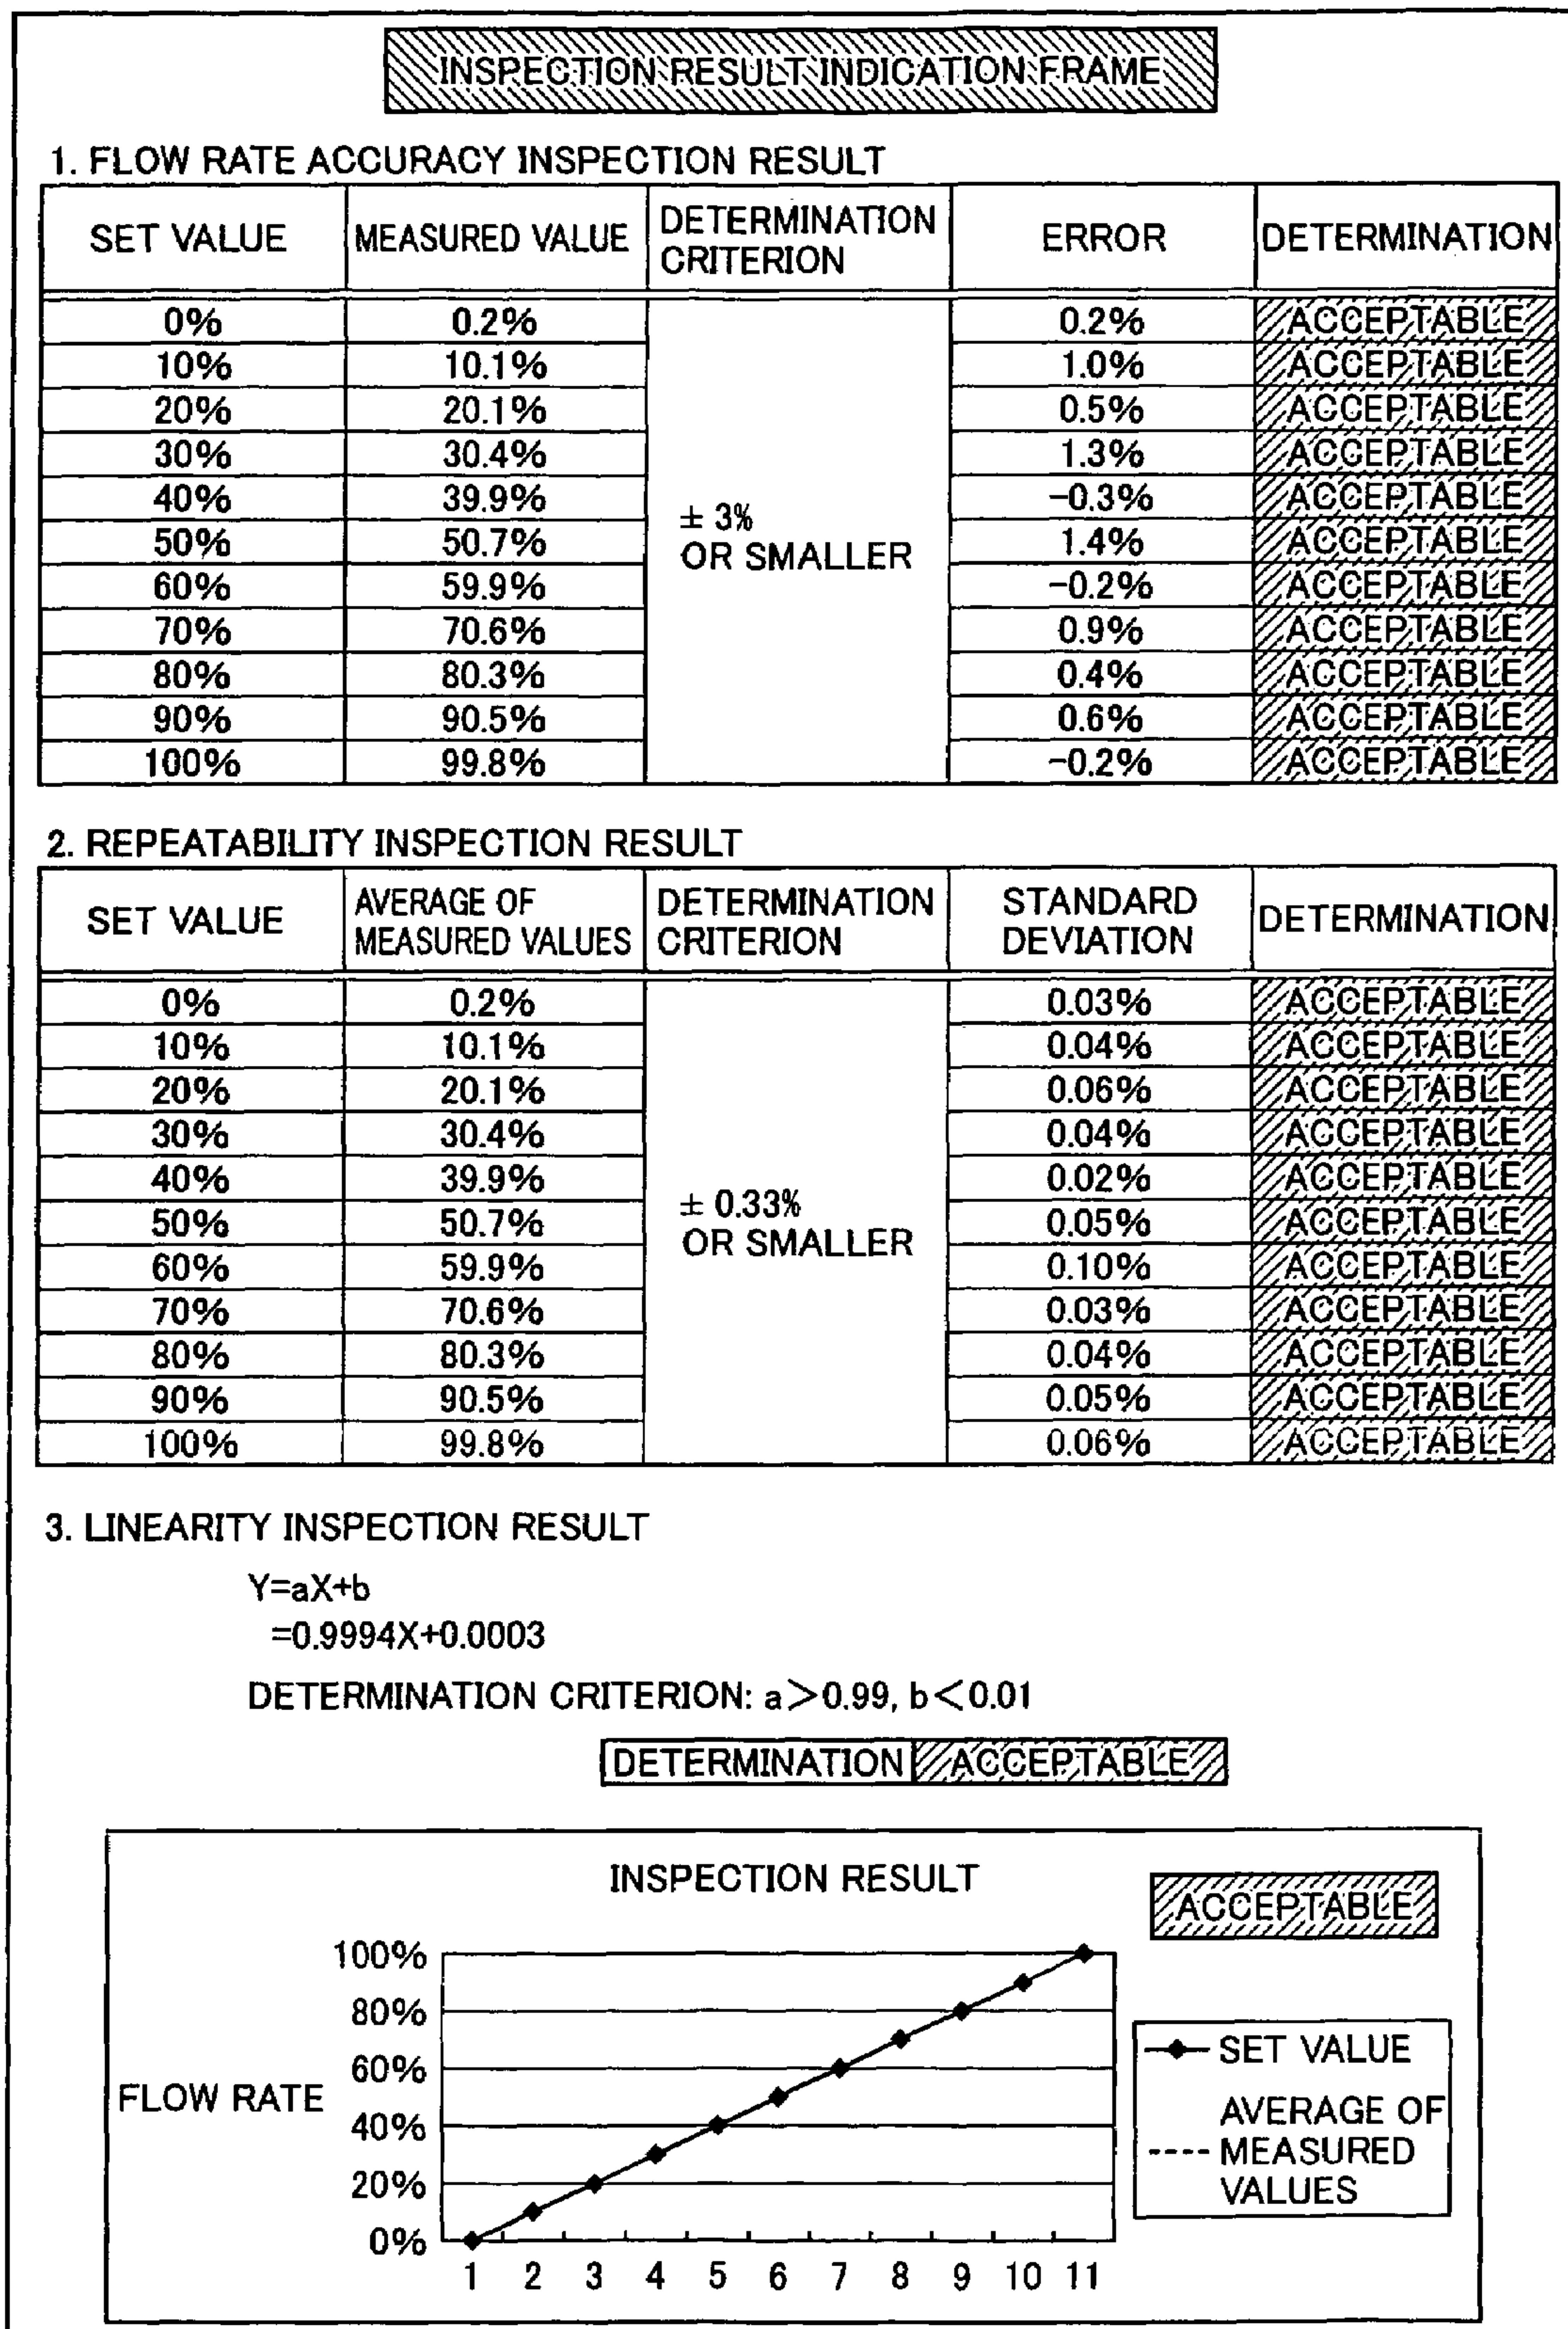 INSPECTION RESULT INDICATION FRAME
1. FLOW RATE ACCURACY INSPECTION RESULT
SET VALUE MEASURED VALUE DETERMINATION CRITERION ERROR DETERMINATION
0% 0.2% 0.2% ACCEPTABLE
10% 10.1% 1.0% ACCEPTABLE
20% 20.1% 0.5% ACCEPTABLE
30% 30.4% 1.3% ACCEPTABLE
40% 39.9% -0.3% ACCEPTABLE
± 3% OR SMALLER
50% 50.7% 1.4% ACCEPTABLE
60% 59.9% -0.2% ACCEPTABLE
70% 70.6% 0.9% ACCEPTABLE
80% 80.3% 0.4% ACCEPTABLE
90% 90.5% 0.6% ACCEPTABLE
100% 99.8% -0.2% ACCEPTABLE
2. REPEATABILITY INSPECTION RESULT
SET VALUE AVERAGE OF MEASURED VALUES DETERMINATION CRITERION STANDARD DEVIATION DETERMINATION
0% 0.2% 0.03% ACCEPTABLE
10% 10.1% 0.04% ACCEPTABLE
20% 20.1% 0.06% ACCEPTABLE
30% 30.4% 0.04% ACCEPTABLE
40% 39.9% 0.02% ACCEPTABLE
± 0.33% OR SMALLER
50% 50.7% 0.05% ACCEPTABLE
60% 59.9% 0.10% ACCEPTABLE
70% 70.6% 0.03% ACCEPTABLE
80% 80.3% 0.04% ACCEPTABLE
90% 90.5% 0.05% ACCEPTABLE
100% 99.8% 0.06% ACCEPTABLE
3. LINEARITY INSPECTION RESULT
Y=aX+b
=0.9994X+0.0003
DETERMINATION CRITERION: a>0.99, b<0.01
DETERMINATION ACCEPTABLE
INSPECTION RESULT
ACCEPTABLE
100%
80%
60%
FLOW RATE
40%
20%
0%
1 2 3 4 5 6 7 8 9 10 11
SET VALUE
AVERAGE OF
MEASURED
VALUES